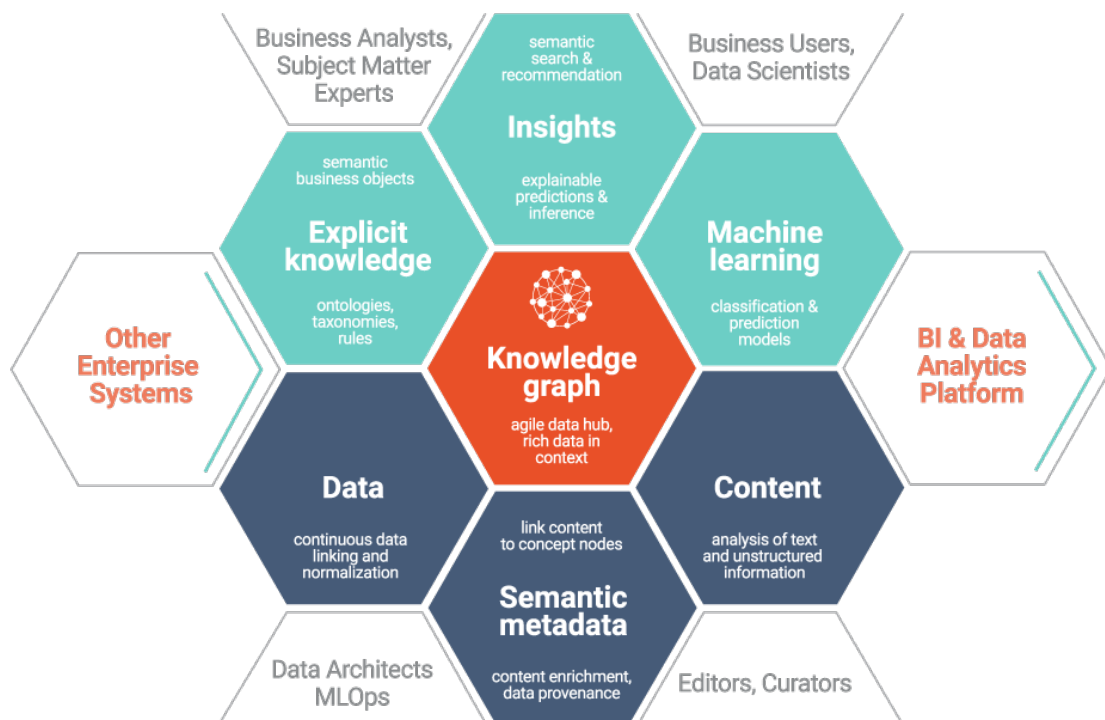 Business Analysts,
Subject Matter
Experts
semantic
search &
recommendation
Insights
explainable
predictions &
inference
Business Users,
Data Scientists
semantic
business objects
Explicit
knowledge
ontologies,
taxonomies,
rules
Machine
learning
classification &
prediction
models
Other
Enterprise
Systems
Knowledge
graph
agile data hub,
rich data in
context
BI & Data
Analytics
Platform
Data
continuous data
linking and
normalization
link content
to concept nodes
Semantic
metadata
content enrichment,
data provenance
Content
analysis of text
and unstructured
information
Data Architects
MLOps
Editors, Curators